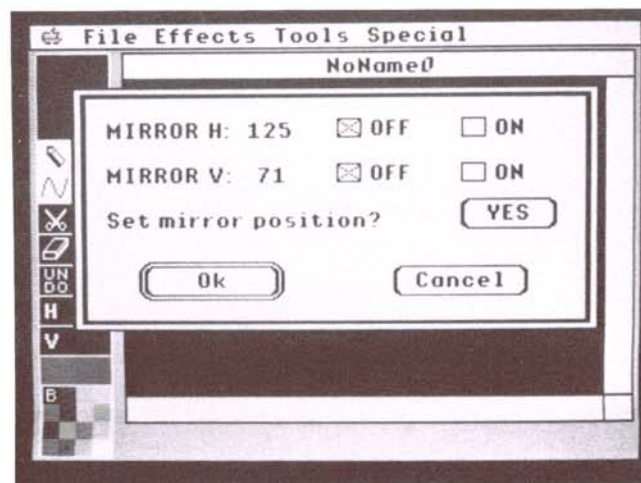 File Effects Tools Special
NoName0
MIRROR H: 125 OFF ON
MIRROR V: 71 OFF ON
Set mirror position? YES
Ok Cancel
UN
DO
H
V
B